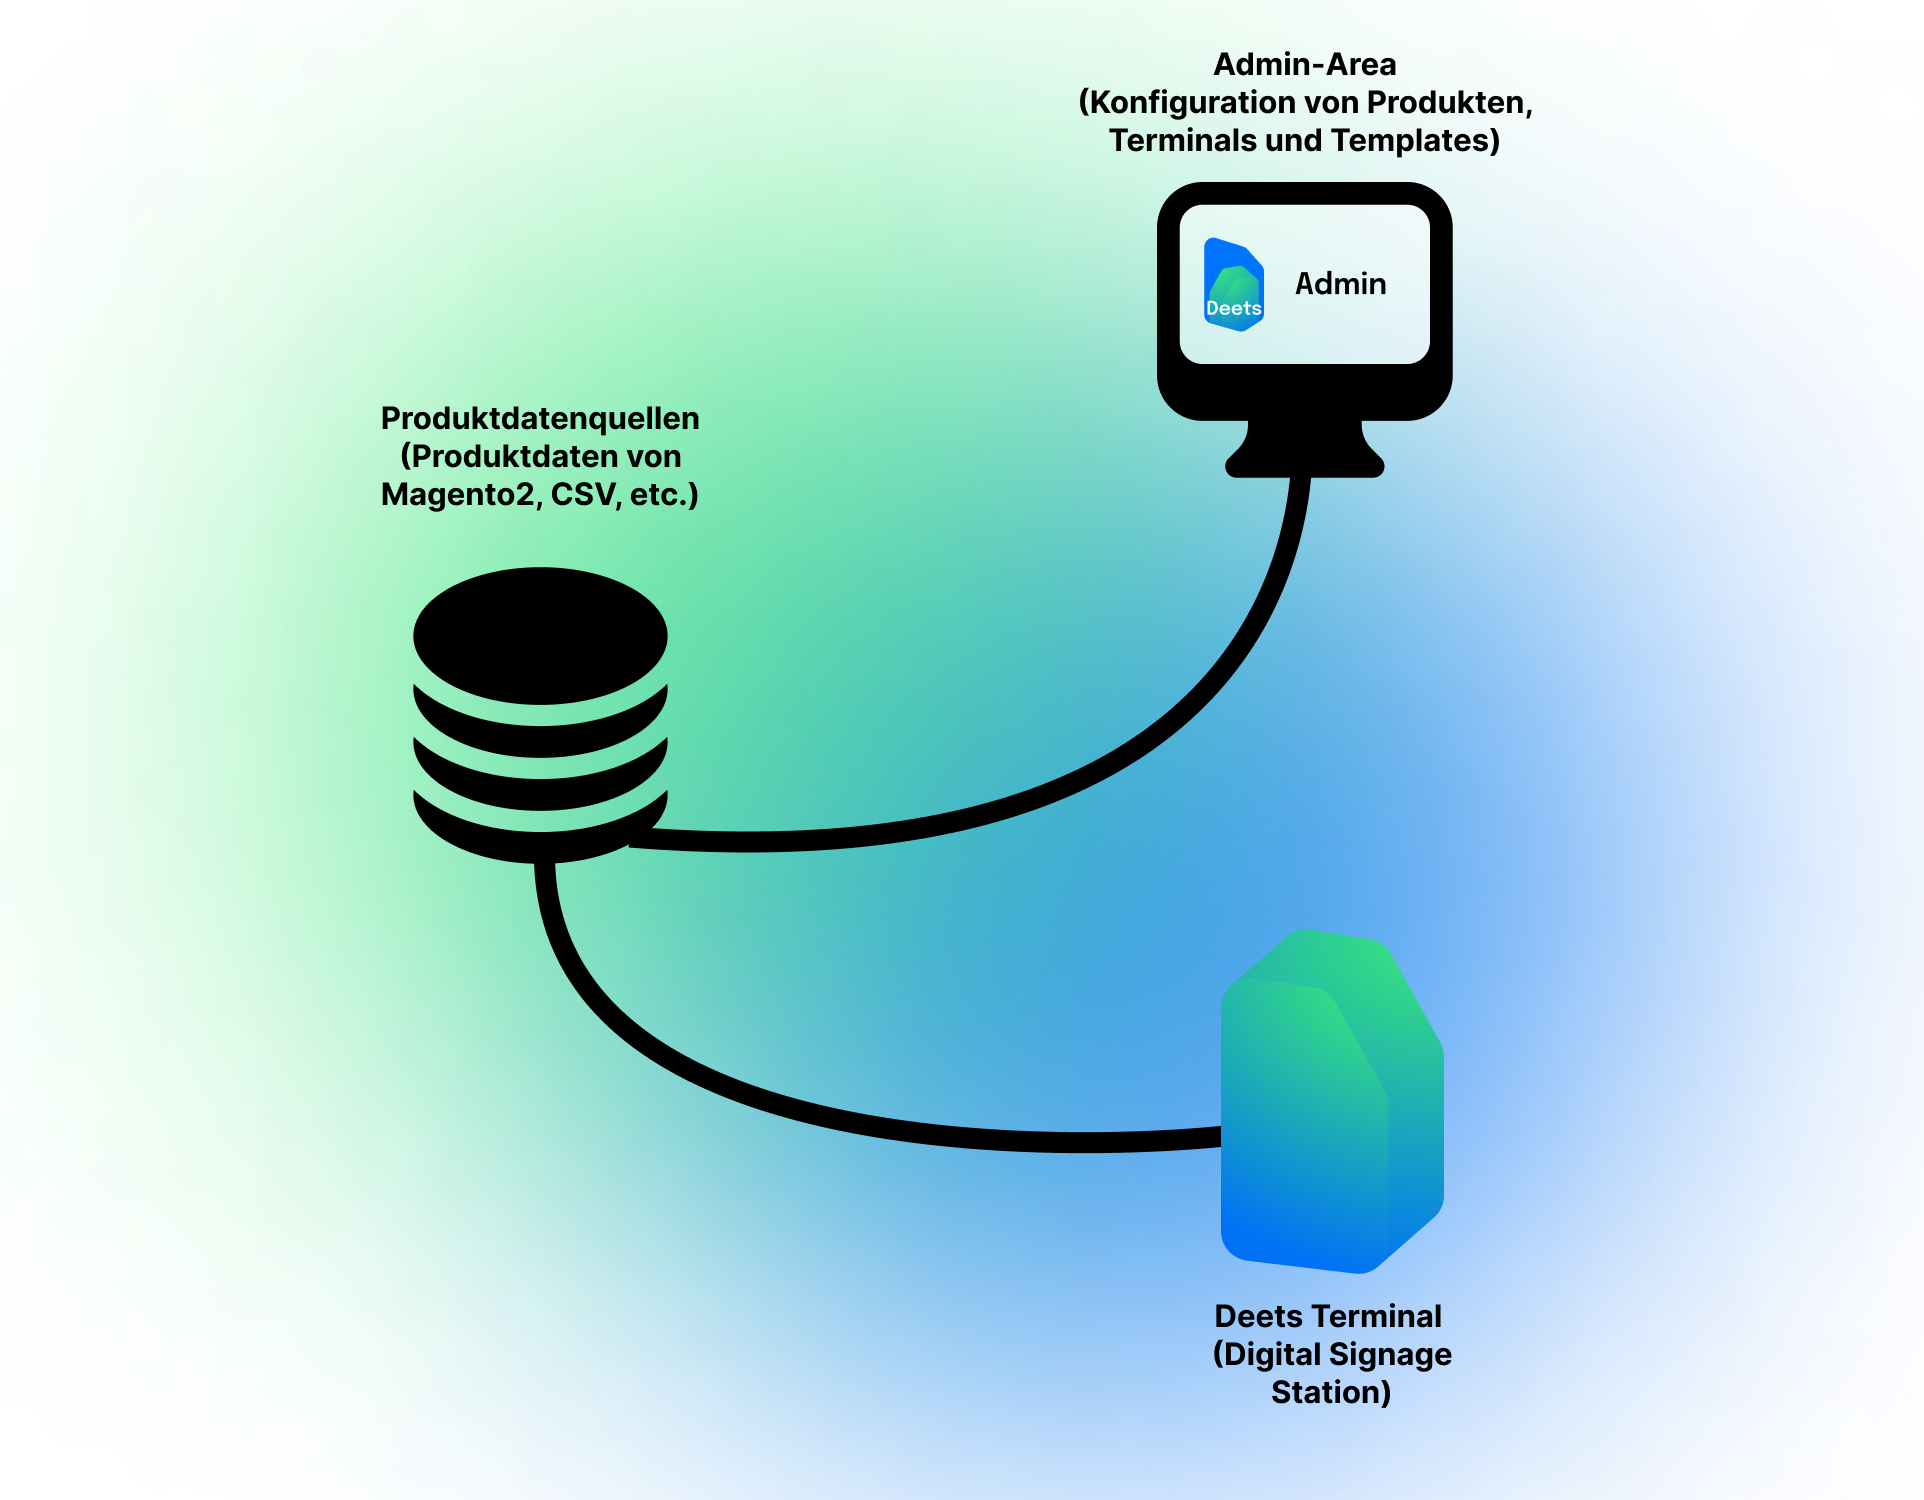 Admin-Area
(Konfiguration von Produkten,
Terminals und Templates)
Deets
Admin
Produktdatenquellen
(Produktdaten von
Magento2, CSV, etc.)
Deets Terminal
(Digital Signage
Station)